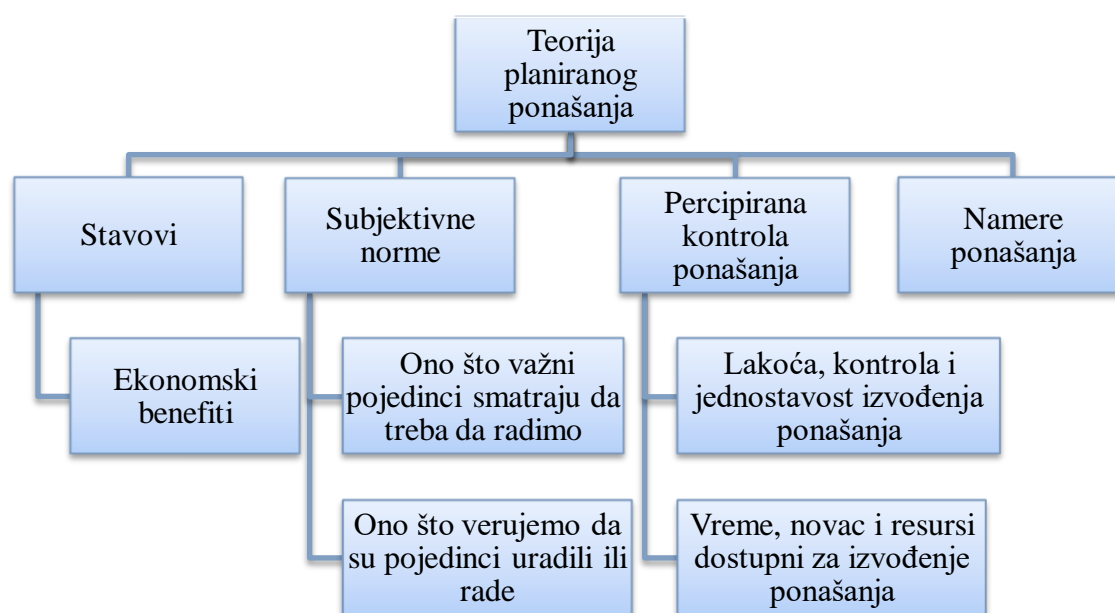 Teorija
planiranog
ponašanja
Stavovi
Subjektivne
norme
Percipirana
kontrola
ponašanja
Namere
ponašanja
Ekonomski
benefiti
Ono što važni
pojedinci smatraju da
treba da radimo
Lakoća, kontrola i
jednostavost izvođenja
ponašanja
Ono što verujemo da
su pojedinci uradili ili
rade
Vreme, novac i resursi
dostupni za izvođenje
ponašanja